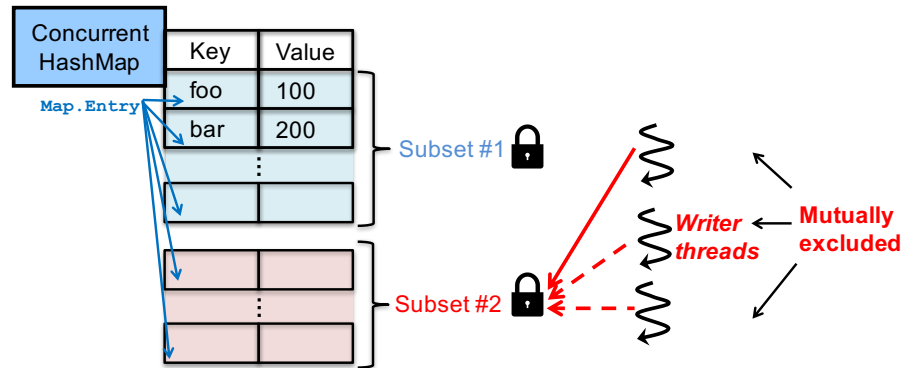 Concurrent
HashMap
Key Value
foo 100
Map.Entry
bar 200
Subset #1
Writer
threads
Mutually
excluded
Subset #2